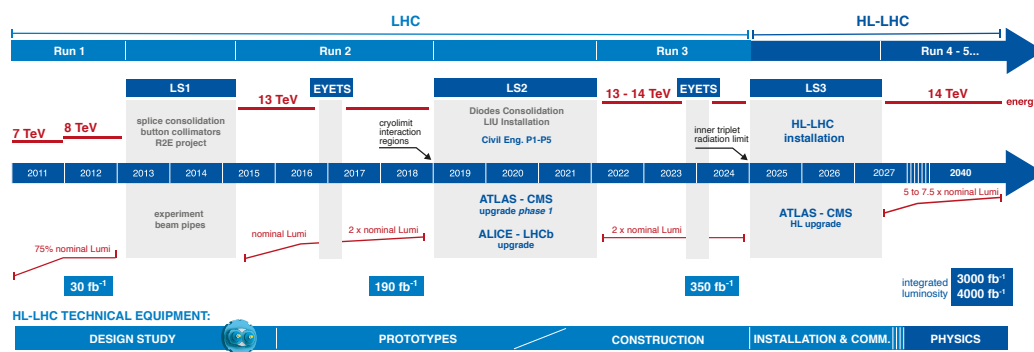 LHC
HL-LHC
Run 1
Run 2
Run 3
Run 4 - 5...
LS1
EYETS
LS2
EYETS
LS3
13 TeV
13 - 14 TeV
14 TeV
energ
7 TeV
8 TeV
splice consolidation
button collimators
R2E project
cryolimit
interaction
regions
Diodes Consolidation
LIU Installation
Civil Eng. P1-P5
inner triplet
radiation limit
HL-LHC
installation
2011 2012 2013 2014 2015 2016 2017 2018 2019 2020 2021 2022 2023 2024 2025 2026 2027 2040
experiment
beam pipes
ATLAS - CMS
upgrade phase 1
ALICE - LHCb
upgrade
ATLAS - CMS
HL upgrade
5 to 7.5 x nominal Lumi
75% nominal Lumi
nominal Lumi
2 x nominal Lumi
2 x nominal Lumi
30 fb-1
190 fb-1
350 fb-1
integrated
luminosity
3000 fb-1
4000 fb-1
HL-LHC TECHNICAL EQUIPMENT:
DESIGN STUDY
PROTOTYPES
CONSTRUCTION
INSTALLATION & COMM.
PHYSICS